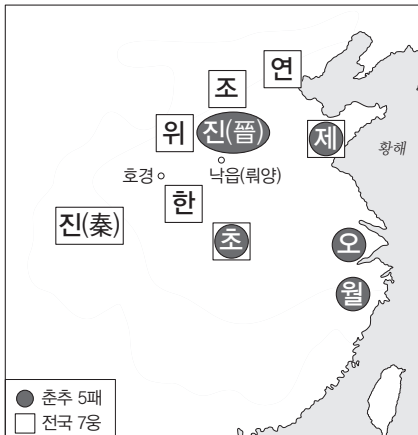 연
조
위
진(晉)
제
황해
호경
낙읍(뤄양)
한
진(秦)
초
오
월
춘추 5패
전국 7웅